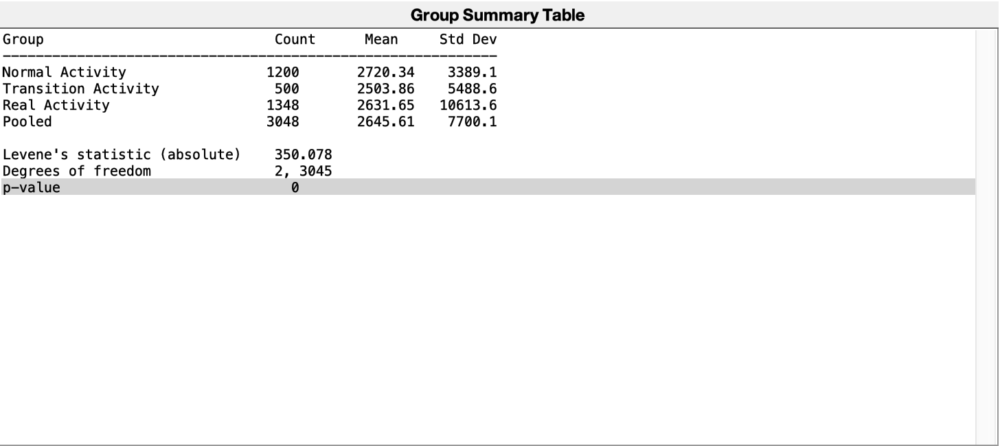 Group Summary Table
Group Count Mean Std Dev
Normal Activity 1200 2720.34 3389.1
Transition Activity 500 2503.86 5488.6
Real Activity 1348 2631.65 10613.6
Pooled 3048 2645.61 7700.1
Levene's statistic (absolute) 350.078
Degrees of freedom 2, 3045
p-value 0